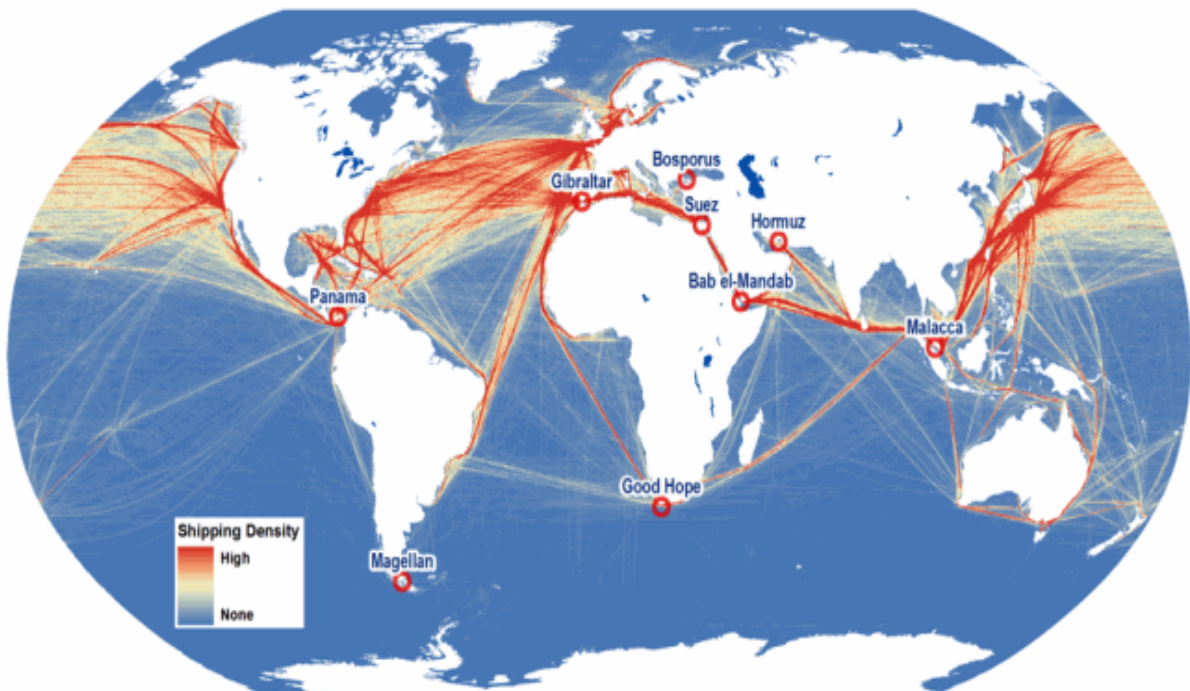 Bosporus
Gibraltar
Suez
Hormuz
Bab el-Mandab
Panama
Malacca
Good Hope
Shipping Density
High
None
Magellan